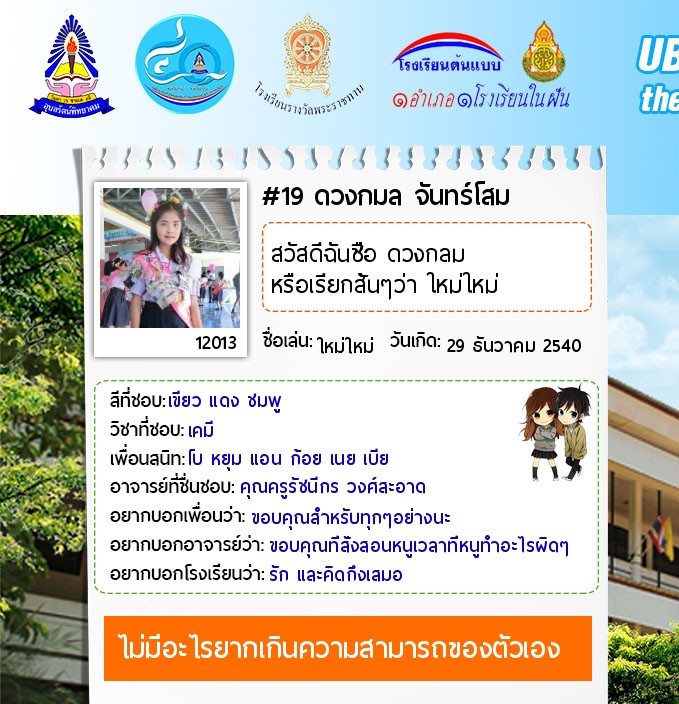 UB
the
อุบลรัตน์พิทยาคม
โรงเรียนรางวัลพระราชทาน
โรงเรียนต้นแบบ
๑อำเภอ๑โรงเรียนในฝัน
#19 ดวงกมล จันทร์โสม
สวัสดีฉันชื่อ ดวงกลม
หรือเรียกสั้นๆว่า ใหม่ใหม่
12013
ชื่อเล่น: ใหม่ใหม่ วันเกิด: 29 ธันวาคม 2540
สีที่ชอบ: เขียว แดง ชมพู
วิชาที่ชอบ: เคมี
เพื่อนสนิท: โบ หยุม แอน ก้อย เนย เบีย
อาจารย์ที่ชื่นชอบ: คุณครูรัชนีกร วงศ์สะอาด
อยากบอกเพื่อนว่า: ขอบคุณสำหรับทุกๆอย่างนะ
อยากบอกอาจารย์ว่า: ขอบคุณที่สั่งสอนหนูเวลาที่หนูทำอะไรผิดๆ
อยากบอกโรงเรียนว่า: รัก และคิดถึงเสมอ
ไม่มีอะไรยากเกินความสามารถของตัวเอง